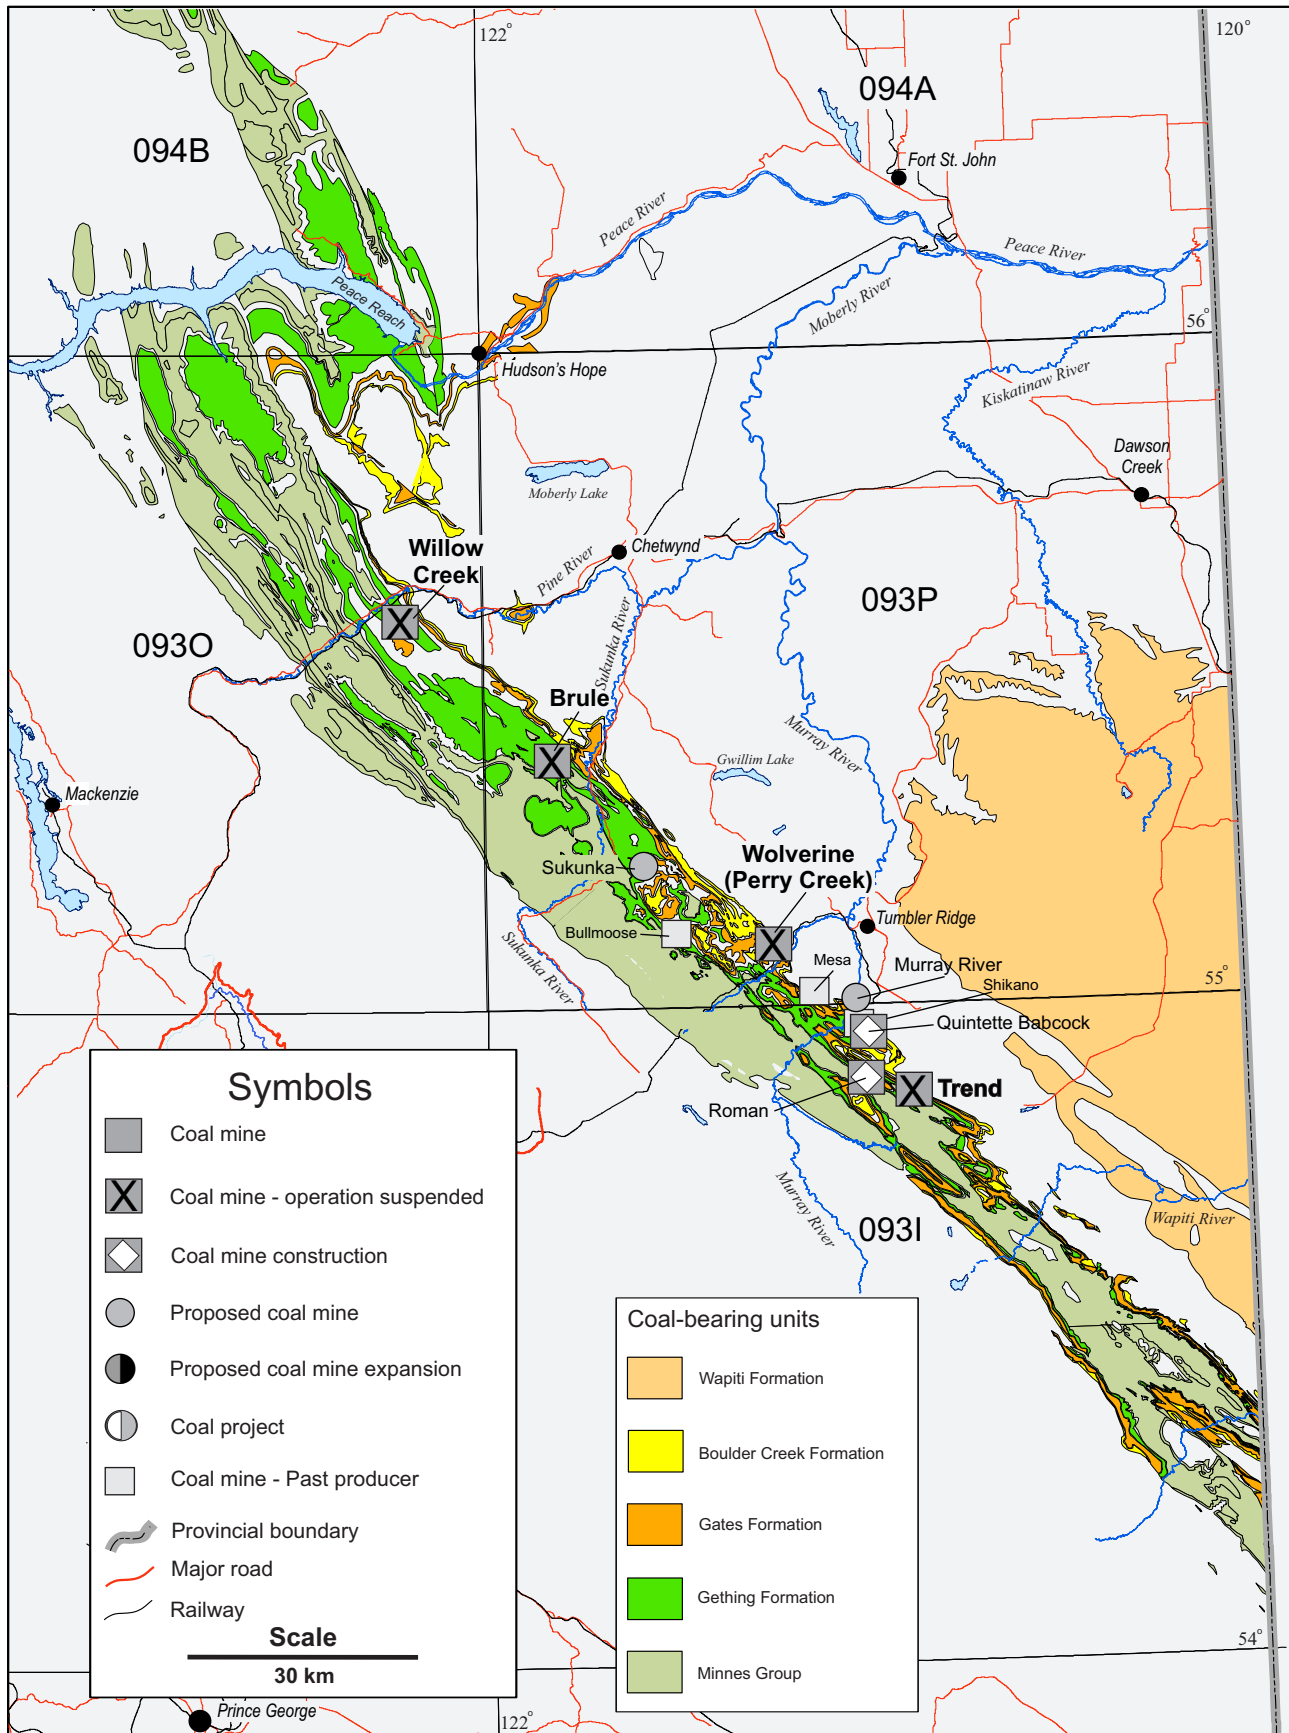 122°
120°
094A
094B
Fort St. John
Peace River
Peace River
Moberly River
Peace Reach
56°
Hudson's Hope
Kiskatinaw River
Dawson
Creek
Moberly Lake
Willow
Creek
Chetwynd
Pine River
093P
093O
Sukunka River
Brule
Murray River
Gwillim Lake
Mackenzie
Wolverine
(Perry Creek)
Sukunka
Tumbler Ridge
Bullmoose
Mesa
Sukunka River
Murray River
Shikano
55°
Quintette Babcock
Roman
Trend
Murray River
093I
Wapiti River
Symbols
Coal mine
Coal mine - operation suspended
Coal mine construction
Proposed coal mine
Proposed coal mine expansion
Coal project
Coal mine - Past producer
Provincial boundary
Major road
Railway
Scale
30 km
Coal-bearing units
Wapiti Formation
Boulder Creek Formation
Gates Formation
Gething Formation
Minnes Group
54°
Prince George
122°